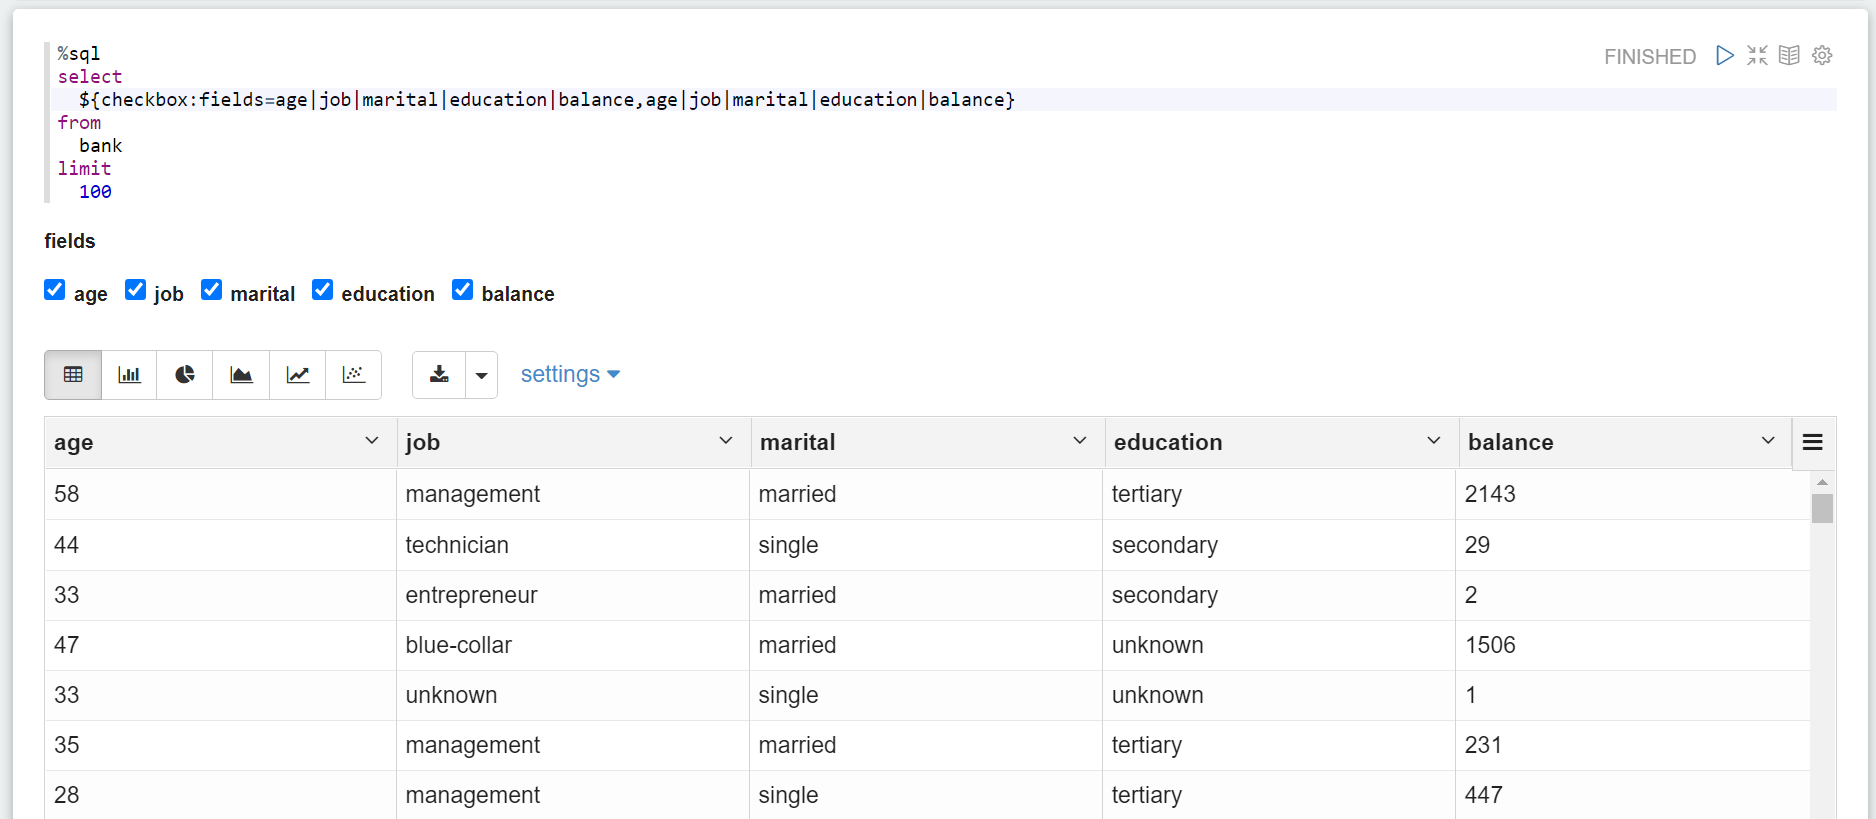 %sql
FINISHED
select
${checkbox:fields=age|job|marital|education|balance,age|job|marital|education|balance}
from
bank
limit
100
fields
age job marital education balance
settings
age job marital education balance
58 management married tertiary 2143
44 technician single secondary 29
33 entrepreneur married secondary 2
47 blue-collar married unknown 1506
33 unknown single unknown 1
35 management married tertiary 231
28 management single tertiary 447